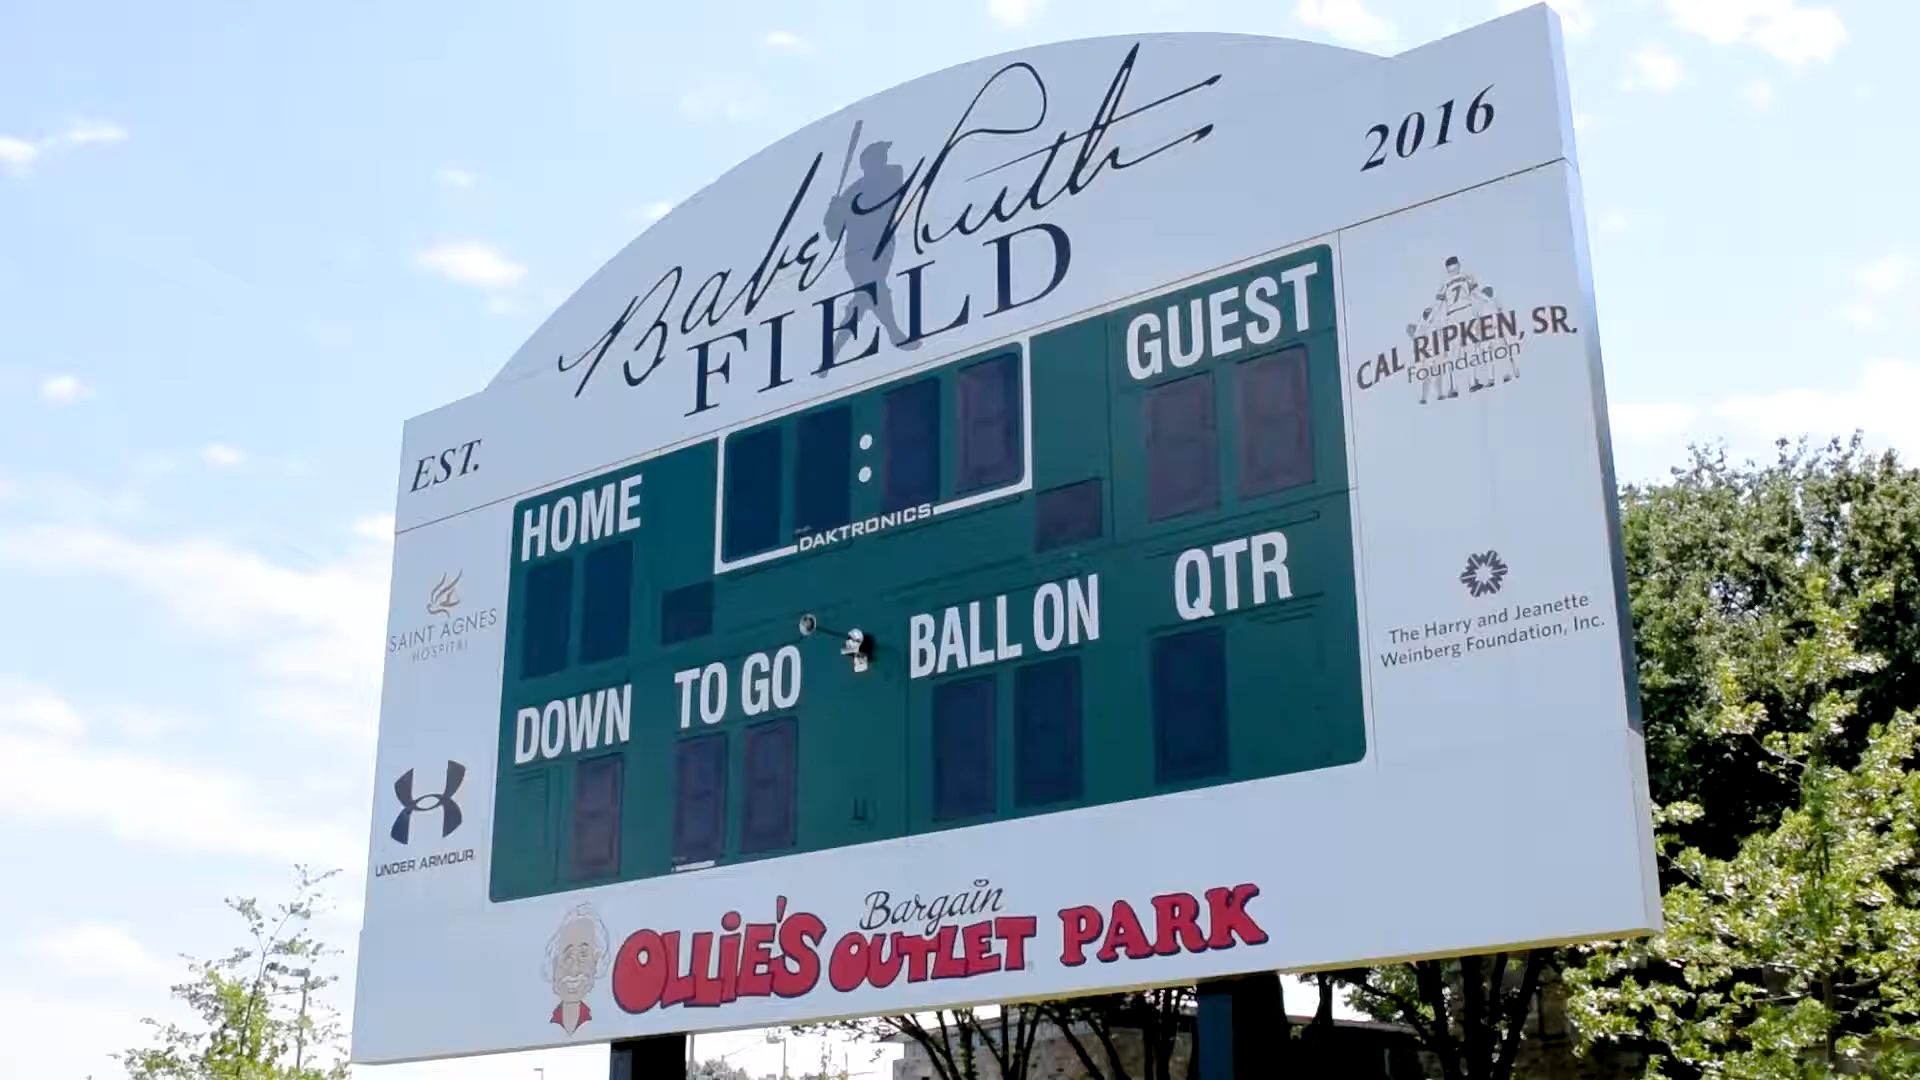 Babe Ruth
FIELD
EST.
2016
HOME
DAKTRONICS
GUEST
DOWN
TO GO
BALL ON
QTR
SAINT AGNES
HOSPITAL
UNDER ARMOUR
CAL RIPKEN, SR.
Foundation
7
The Harry and Jeanette
Weinberg Foundation, Inc.
OLLIE'S Bargain OUTLET PARK